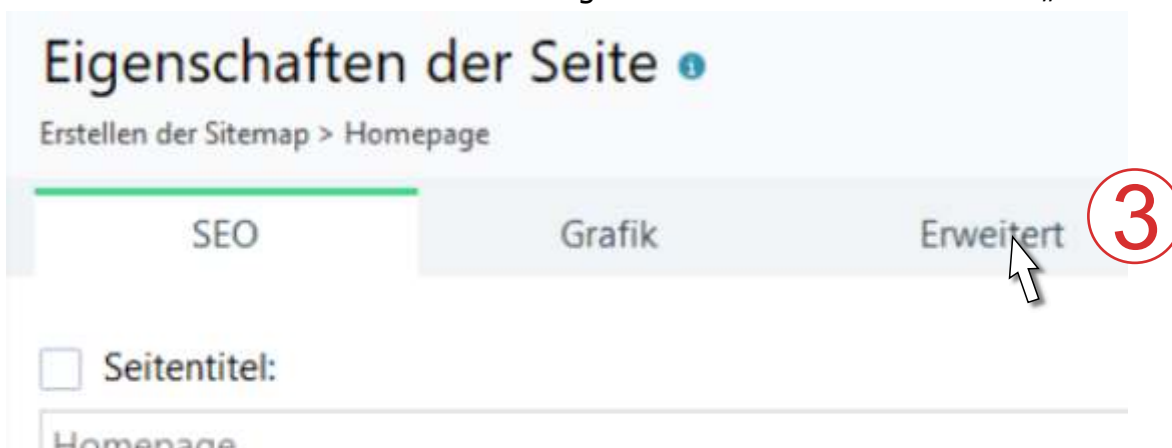 Eigenschaften der Seite
Erstellen der Sitemap > Homepage
SEO Grafik Erweitert 3
Seitentitel:
Homepage